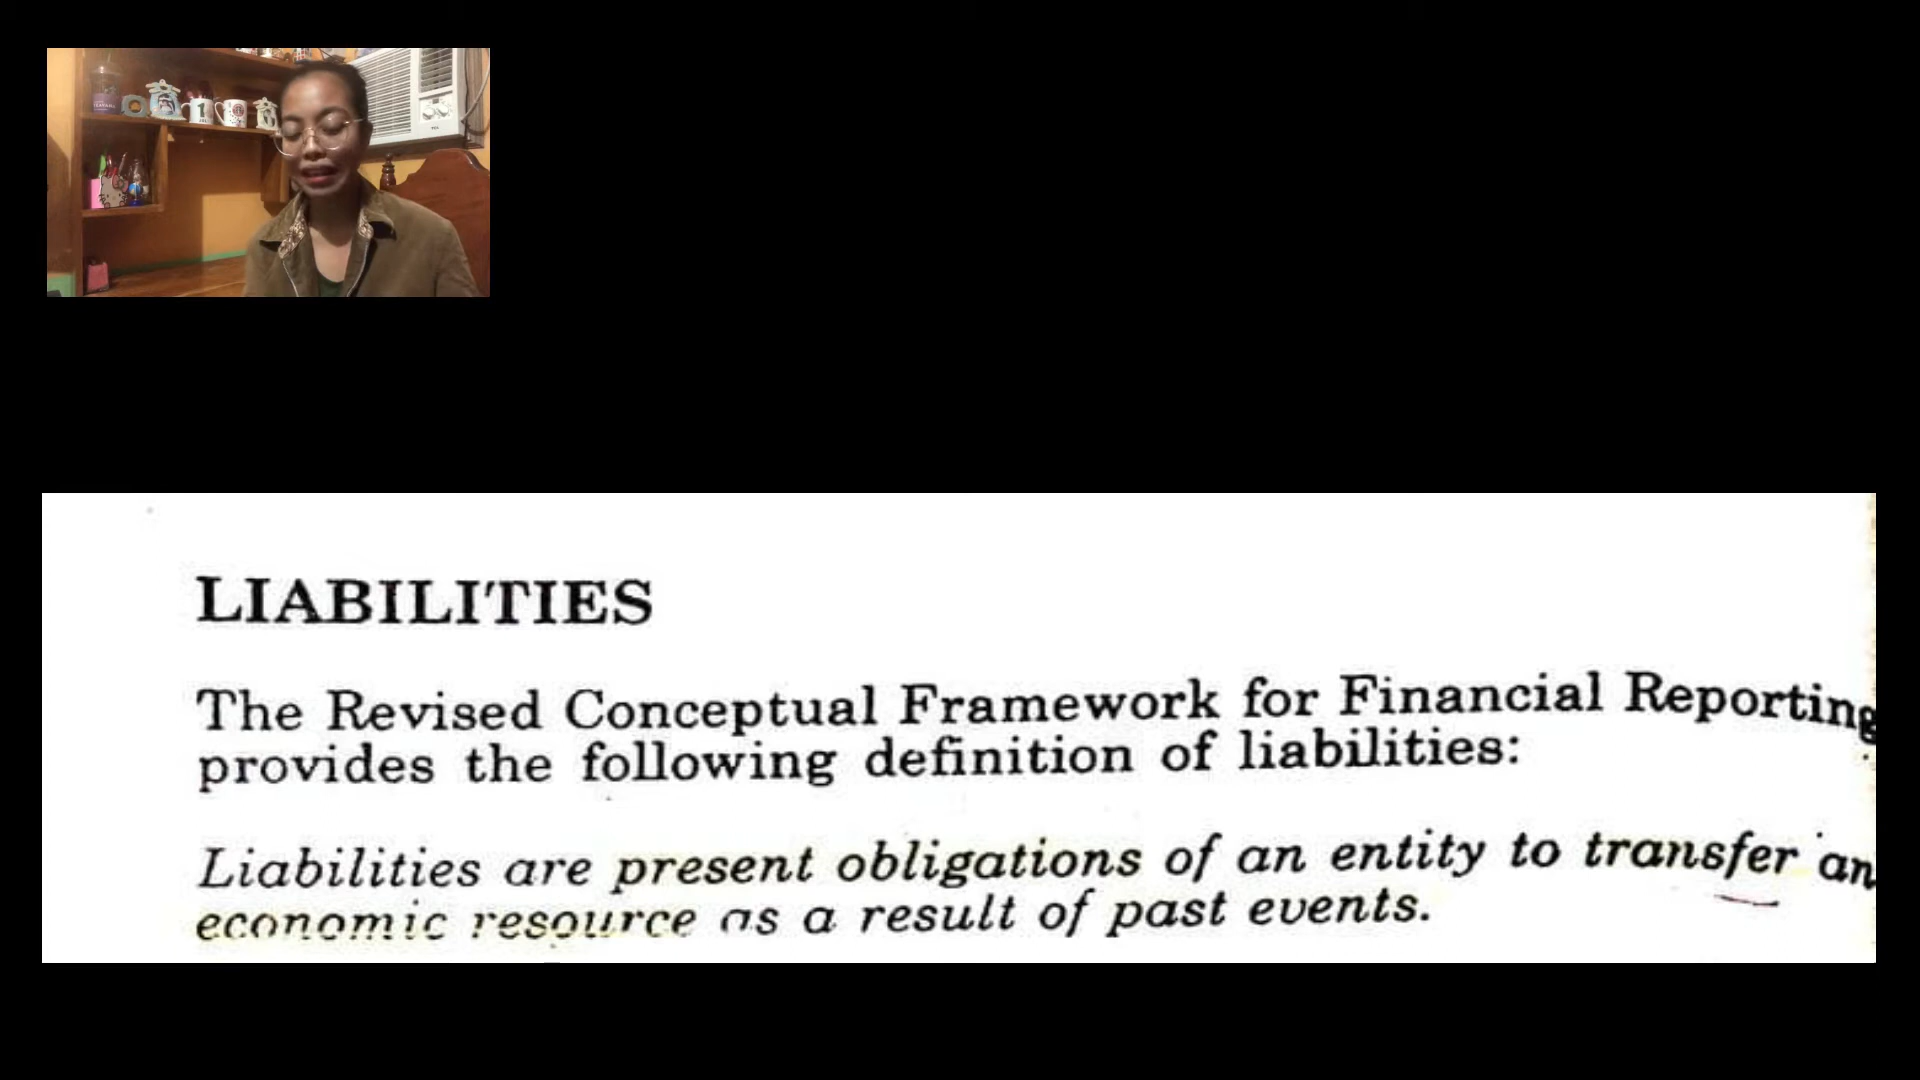 LIABILITIES
The Revised Conceptual Framework for Financial Reporting
provides the following definition of liabilities:
Liabilities are present obligations of an entity to transfer an
economic resource as a result of past events.